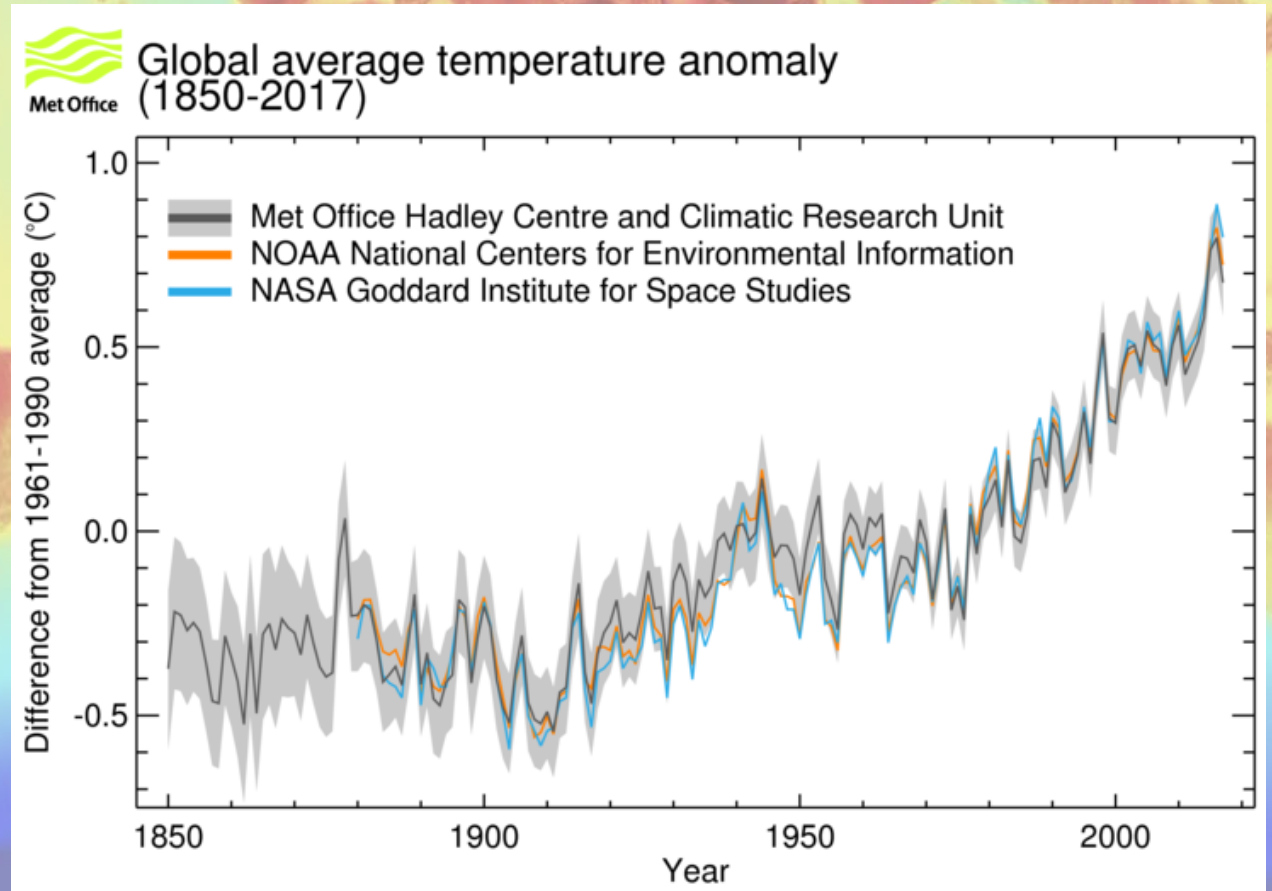 Met Office
Global average temperature anomaly
(1850-2017)
Difference from 1961-1990 average (°C)
1.0
0.5
0.0
-0.5
Met Office Hadley Centre and Climatic Research Unit
NOAA National Centers for Environmental Information
NASA Goddard Institute for Space Studies
1850 1900 1950 2000
Year